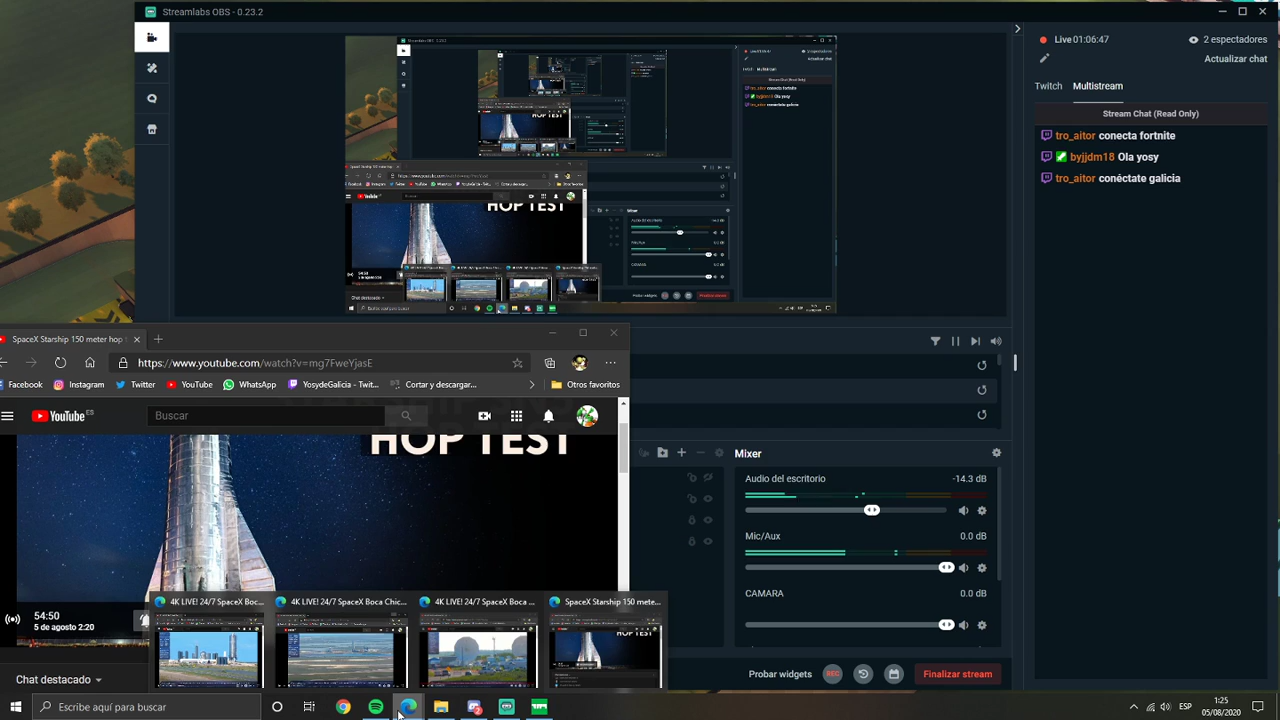 Streamlabs OBS - 0.23.2
Live 01:06:47
2 espectadores
Actualizar chat
Twitch Multistream
Stream Chat (Read Only)
tro_aitor conecta fortnite
byjjdm18 Ola yosy
tro_aitor conéctate galicia
HOP TEST
SpaceX Starship 150 meter hop
https://www.youtube.com/watch?v=mg7FweYjasE
Facebook Instagram Twitter YouTube WhatsApp YosydeGalicia - Twit... Cortar y descargar... Otros favoritos
YouTube ES
Buscar
HOP TEST
54:50
5 de agosto 2:20
Chat destacado
4K LIVE! 24/7 SpaceX Boc...
4K LIVE! 24/7 SpaceX Boca Chic...
4K LIVE! 24/7 SpaceX Boca ...
SpaceX Starship 150 mete...
Mixer
Audio del escritorio -14.3 dB
Mic/Aux 0.0 dB
CAMARA 0.0 dB
Probar widgets REC Finalizar stream
Escribe aquí para buscar
ESP
1:25
05/08/2020